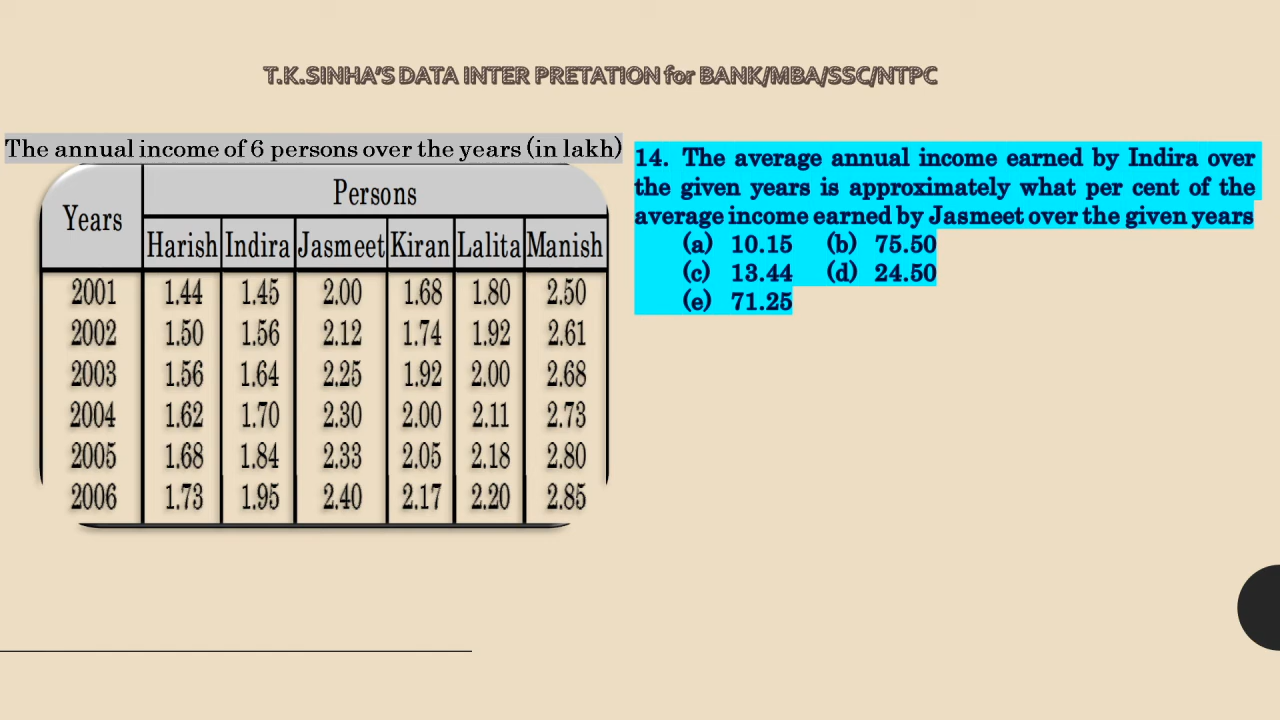 T.K.SINHA'S DATA INTER PRETATION for BANK/MBA/SSC/NTPC
The annual income of 6 persons over the years (in lakh)
Years Persons
Harish Indira Jasmeet Kiran Lalita Manish
2001 1.44 1.45 2.00 1.68 1.80 2.50
2002 1.50 1.56 2.12 1.74 1.92 2.61
2003 1.56 1.64 2.25 1.92 2.00 2.68
2004 1.62 1.70 2.30 2.00 2.11 2.73
2005 1.68 1.84 2.33 2.05 2.18 2.80
2006 1.73 1.95 2.40 2.17 2.20 2.85
14. The average annual income earned by Indira over
the given years is approximately what per cent of the
average income earned by Jasmeet over the given years
(a) 10.15 (b) 75.50
(c) 13.44 (d) 24.50
(e) 71.25